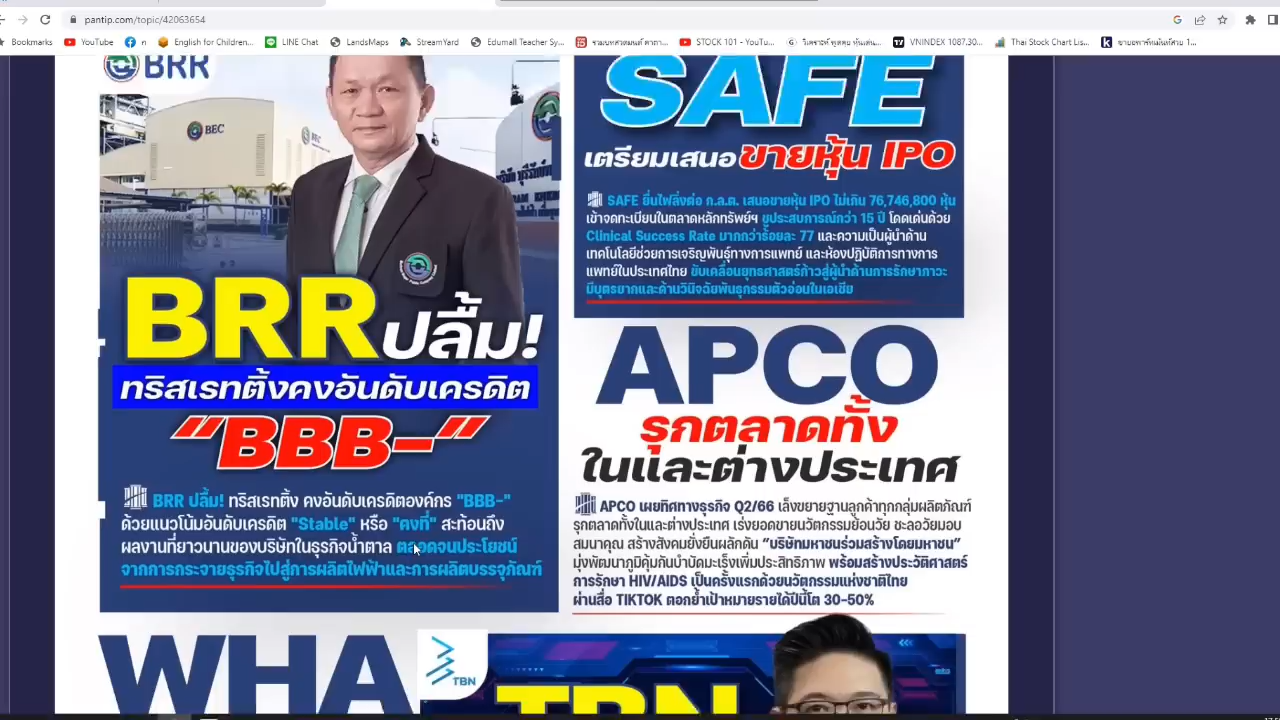 pantip.com/topic/42063654
Bookmarks
YouTube
n
English for Children...
LINE Chat
LandsMaps
StreamYard
Edumall Teacher Sy...
STOCK 101 - YouTu...
VNINDEX 1087.30...
Thai Stock Chart Lis...
BRR
BEC
BEC
BRRปลื้ม!
ทริสเรทติ้งคงอันดับเครดิต
"BBB-"
BRR ปลื้ม! ทริสเรทติ้ง คงอันดับเครดิตองค์กร "BBB-"
ด้วยแนวโน้มอันดับเครดิต "Stable" หรือ "คงที่" สะท้อนถึง
ผลงานที่ยาวนานของบริษัทในธุรกิจน้ำตาล ตลอดจนประโยชน์
จากการกระจายธุรกิจไปสู่การผลิตไฟฟ้าและการผลิตบรรจุภัณฑ์
SAFE
เตรียมเสนอขายหุ้น IPO
SAFE ยื่นไฟลิ่งต่อ ก.ล.ต. เสนอขายหุ้น IPO ไม่เกิน 76,746,800 หุ้น
เข้าจดทะเบียนในตลาดหลักทรัพย์ฯ ชูประสบการณ์กว่า 15 ปี โดดเด่นด้วย
Clinical Success Rate มากกว่าร้อยละ 77 และความเป็นผู้นำด้าน
เทคโนโลยีช่วยการเจริญพันธุ์ทางการแพทย์ และห้องปฏิบัติการทางการ
แพทย์ในประเทศไทย ขับเคลื่อนยุทธศาสตร์ก้าวสู่ผู้นำด้านการรักษาภาวะ
มีบุตรยากและด้านวินิจฉัยพันธุกรรมตัวอ่อนในเอเชีย
APCO
รุกตลาดทั้ง
ในและต่างประเทศ
APCO เผยทิศทางธุรกิจ Q2/66 เล็งขยายฐานลูกค้าทุกกลุ่มผลิตภัณฑ์
รุกตลาดทั้งในและต่างประเทศ เร่งยอดขายนวัตกรรมย้อนวัย ชะลอวัยมอบ
สมนาคุณ สร้างสังคมยั่งยืนผลักดัน "บริษัทมหาชนร่วมสร้างโดยมหาชน"
มุ่งพัฒนาภูมิคุ้มกันบำบัดมะเร็งเพิ่มประสิทธิภาพ พร้อมสร้างประวัติศาสตร์
การรักษา HIV/AIDS เป็นครั้งแรกด้วยนวัตกรรมแห่งชาติไทย
ผ่านสื่อ TIKTOK ตอกย้ำเป้าหมายรายได้ปีนี้โต 30-50%
WHA
TBN
TBN